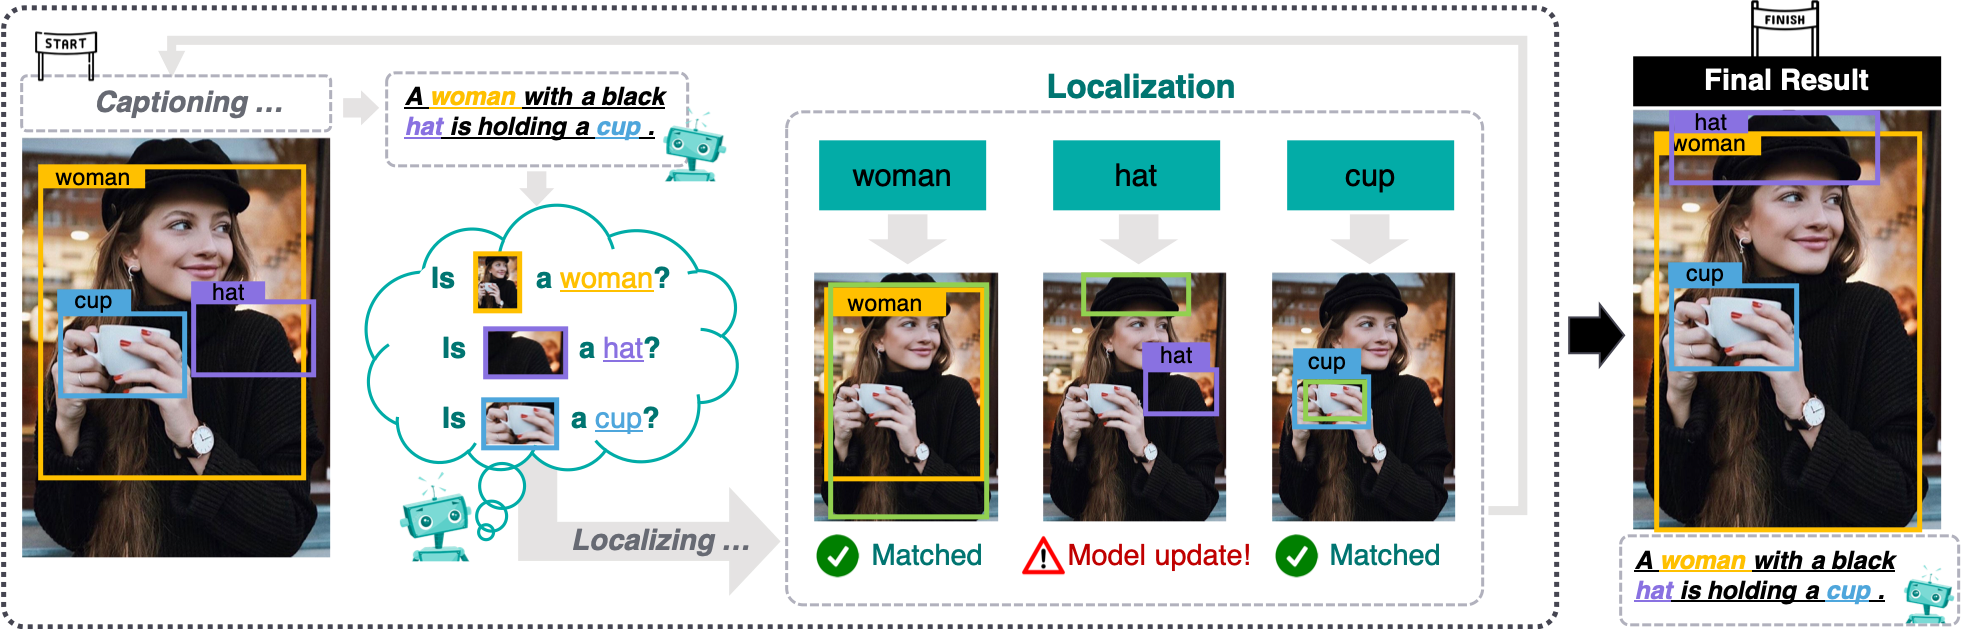 START
Captioning ...
woman
cup
hat
A woman with a black
hat is holding a cup .
Is a woman?
Is a hat?
Is a cup?
Localizing ...
Localization
woman
hat
cup
woman
hat
cup
Matched
Model update!
Matched
FINISH
Final Result
hat
woman
cup
A woman with a black
hat is holding a cup .